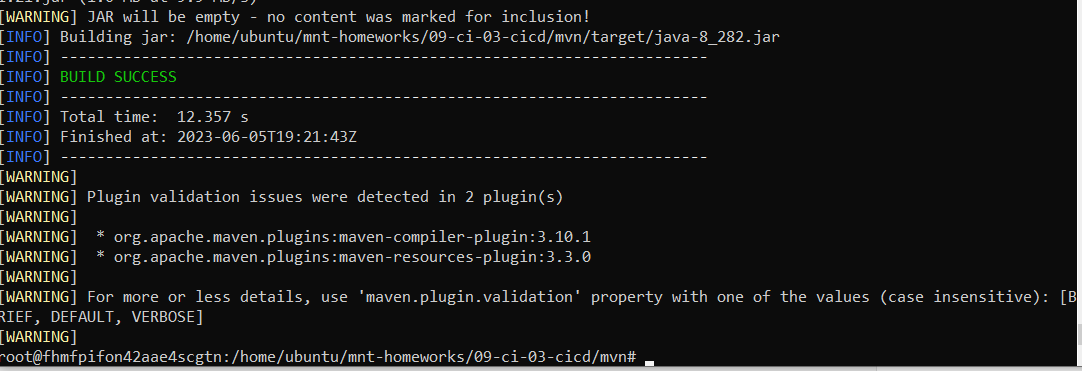 [WARNING] JAR will be empty - no content was marked for inclusion!
[INFO] Building jar: /home/ubuntu/mnt-homeworks/09-ci-03-cicd/mvn/target/java-8_282.jar
[INFO] ------------------------------------------------------------------------
[INFO] BUILD SUCCESS
[INFO] ------------------------------------------------------------------------
[INFO] Total time:  12.357 s
[INFO] Finished at: 2023-06-05T19:21:43Z
[INFO] ------------------------------------------------------------------------
[WARNING]
[WARNING] Plugin validation issues were detected in 2 plugin(s)
[WARNING]
[WARNING]  * org.apache.maven.plugins:maven-compiler-plugin:3.10.1
[WARNING]  * org.apache.maven.plugins:maven-resources-plugin:3.3.0
[WARNING]
[WARNING] For more or less details, use 'maven.plugin.validation' property with one of the values (case insensitive): [B
RIEF, DEFAULT, VERBOSE]
[WARNING]
root@fhmfpifon42aae4scgtn:/home/ubuntu/mnt-homeworks/09-ci-03-cicd/mvn#